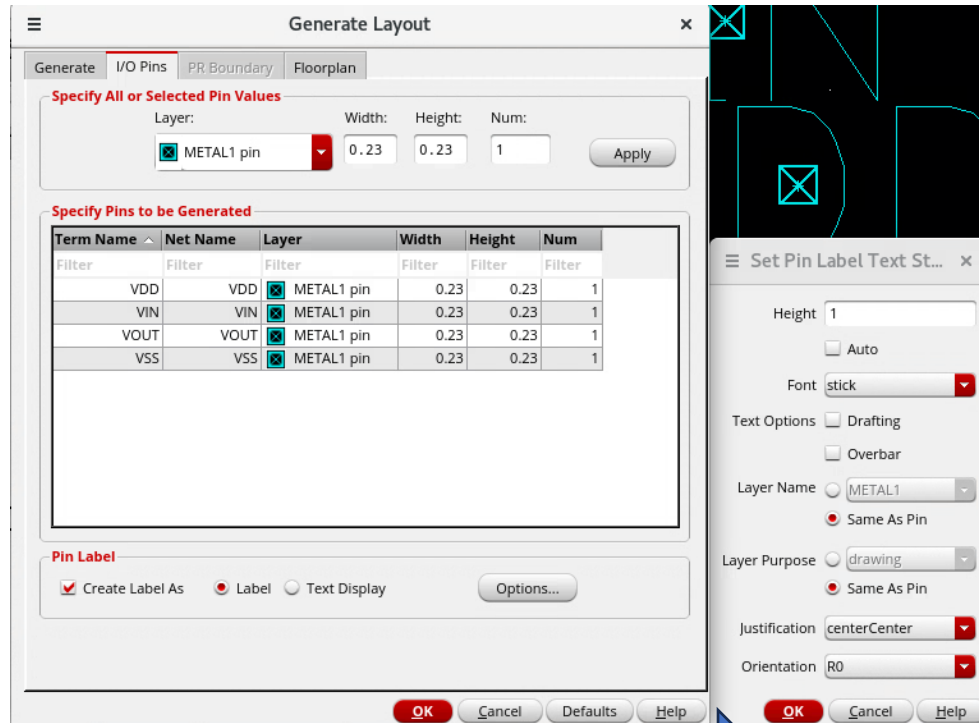 Generate Layout
Generate I/O Pins PR Boundary Floorplan
Specify All or Selected Pin Values
Layer: Width: Height: Num:
METAL1 pin 0.23 0.23 1 Apply
Specify Pins to be Generated
Term Name Net Name Layer Width Height Num
Filter Filter Filter Filter Filter Filter
VDD VDD METAL1 pin 0.23 0.23 1
VIN VIN METAL1 pin 0.23 0.23 1
VOUT VOUT METAL1 pin 0.23 0.23 1
VSS VSS METAL1 pin 0.23 0.23 1
Pin Label
Create Label As Label Text Display Options...
OK Cancel Defaults Help
Set Pin Label Text St...
Height 1
Auto
Font stick
Text Options Drafting
Overbar
Layer Name METAL1
Same As Pin
Layer Purpose drawing
Same As Pin
Justification centerCenter
Orientation R0
OK Cancel Help